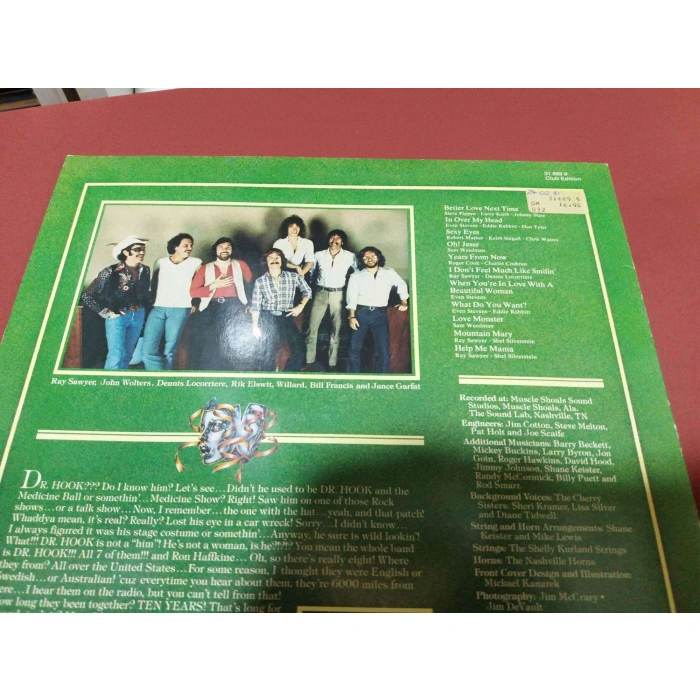 31 689 9
Club Edition
31689 9
DM
Better Love Next Time
Steve Pippin - Larry Keith - Johnny Slate
In Over My Head
Even Stevens - Eddie Rabbitt - Dan Tyler
Sexy Eyes
Robert Mather - Keith Stegall - Chris Waters
Oh! Jesse
Sam Weedman
Years From Now
Roger Cook - Charles Cochran
I Don't Feel Much Like Smilin'
Ray Sawyer - Dennis Locorriere
When You're In Love With A
Beautiful Woman
Even Stevens
What Do You Want?
Even Stevens - Eddie Rabbitt
Love Monster
Sam Weedman
Mountain Mary
Ray Sawyer - Shel Silverstein
Help Me Mama
Ray Sawyer - Shel Silverstein
Ray Sawyer, John Wolters, Dennis Locorriere, Rik Elswit, Willard, Bill Francis and Jance Garfat
Recorded at: Muscle Shoals Sound
Studios, Muscle Shoals, Ala.
The Sound Lab, Nashville, TN
Engineers: Jim Cotton, Steve Melton,
Pat Holt and Joe Scaife
Additional Musicians: Barry Beckett,
Mickey Buckins, Larry Byrom, Jon
Goin, Roger Hawkins, David Hood,
Jimmy Johnson, Shane Keister,
Randy McCormick, Billy Puett and
Rod Smarr.
Background Voices: The Cherry
Sisters: Sheri Kramer, Lisa Silver
and Diane Tidwell.
String and Horn Arrangements: Shane
Keister and Mike Lewis
Strings: The Shelly Kurland Strings
Horns: The Nashville Horns
Front Cover Design and Illustration:
Michael Kanarek
Photography: Jim McCrary •
Jim DeVault
DR. HOOK??? Do I know him? Let's see...Didn't he used to be DR. HOOK and the
Medicine Ball or somethin'...Medicine Show? Right! Saw him on one of those Rock
shows...or a talk show...Now, I remember...the one with the hat...yeah, and that patch!
Whaddya mean, it's real? Really? Lost his eye in a car wreck! Sorry...I didn't know...
I always figured it was his stage costume or somethin'...Anyway, he sure is wild lookin'!
What!!! DR. HOOK is not a "him"! He's not a woman, is he?!?!? You mean the whole band
is DR. HOOK!!! All 7 of them!!! and Ron Haffkine... Oh, so there's really eight! Where
they from? All over the United States...For some reason, I thought they were English or
Swedish...or Australian! 'cuz everytime you hear about them, they're 6000 miles from
ere...I hear them on the radio, but you can't tell from that!
ow long they been together? TEN YEARS! That's long for